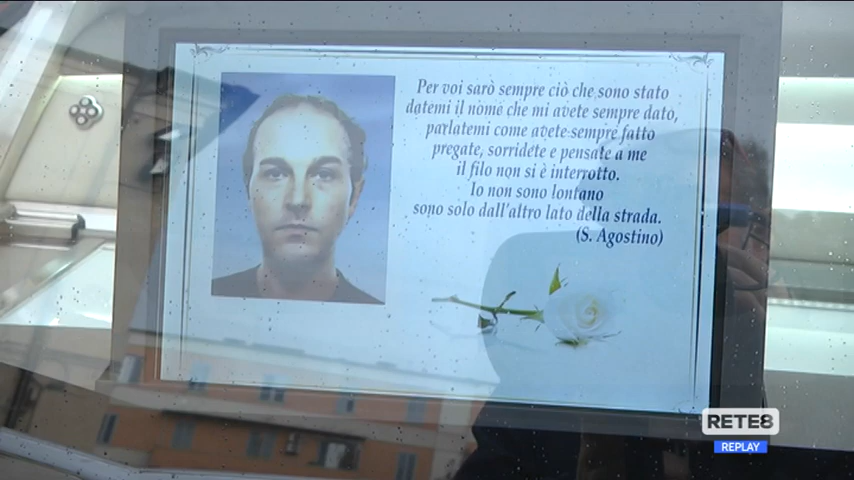 Per voi sarò sempre ciò che sono stato
datemi il nome che mi avete sempre dato,
parlatemi come avete sempre fatto
pregate, sorridete e pensate a me
il filo non si è interrotto.
Io non sono lontano
sono solo dall'altro lato della strada.
(S. Agostino)
RETE8
REPLAY